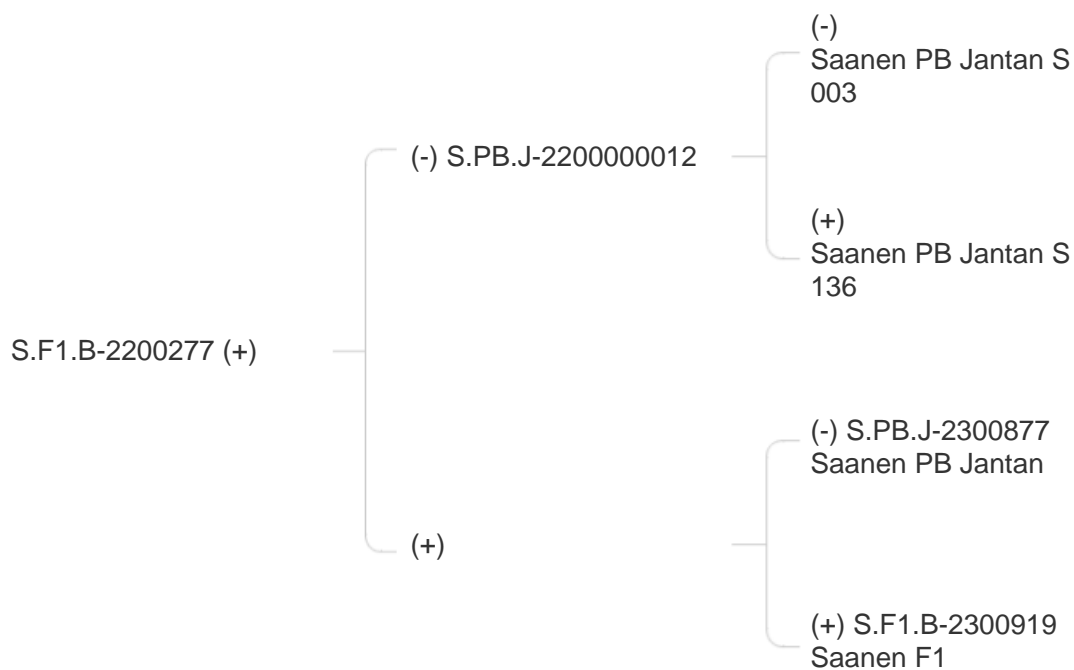 (-)
Saanen PB Jantan S
003
(-) S.PB.J-2200000012
(+)
Saanen PB Jantan S
136
S.F1.B-2200277 (+)
(-) S.PB.J-2300877
Saanen PB Jantan
(+)
(+) S.F1.B-2300919
Saanen F1